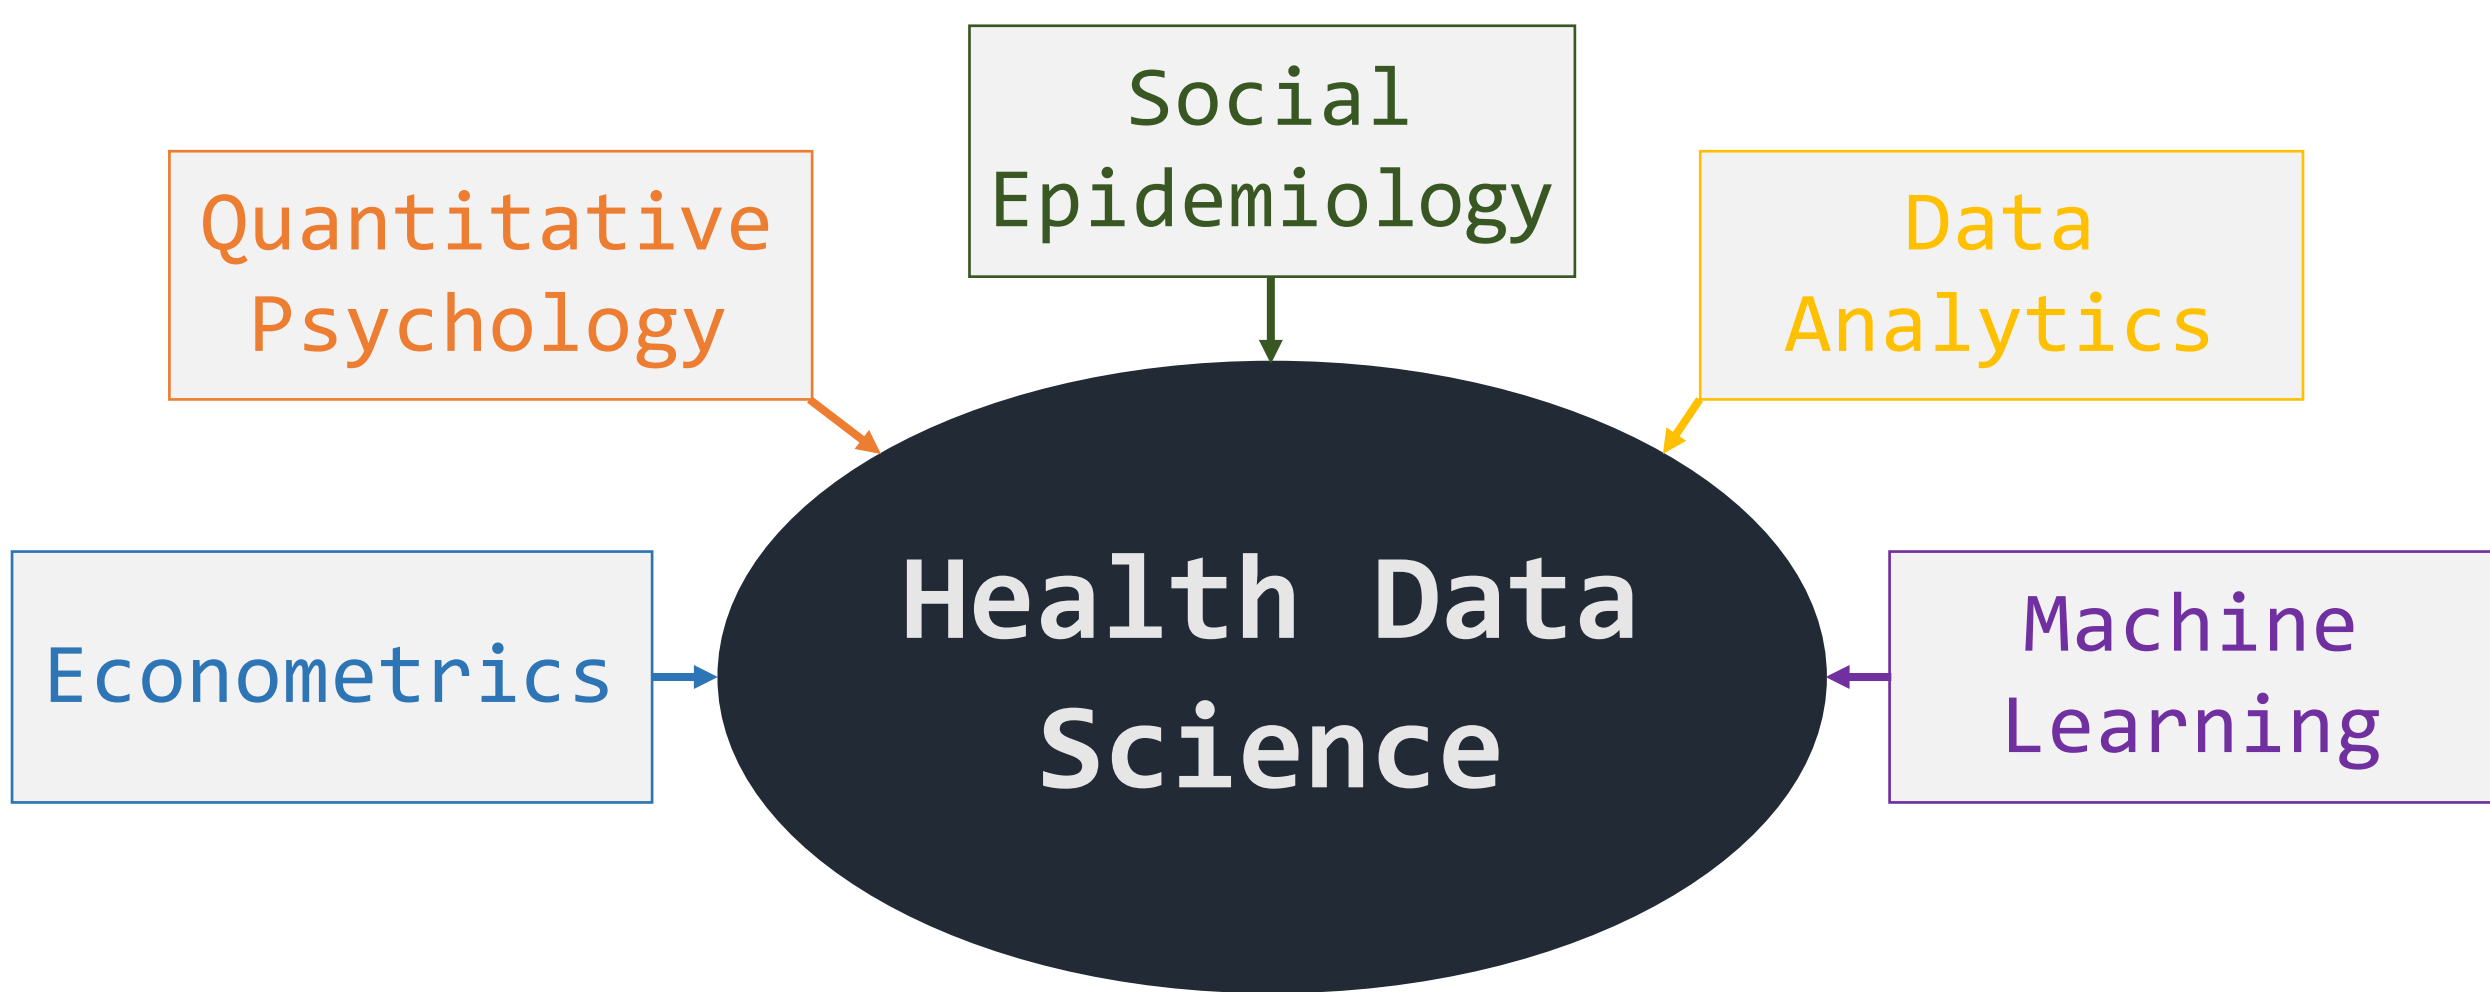 Social
Epidemiology
Quantitative
Psychology
Data
Analytics
Econometrics
Health Data
Science
Machine
Learning